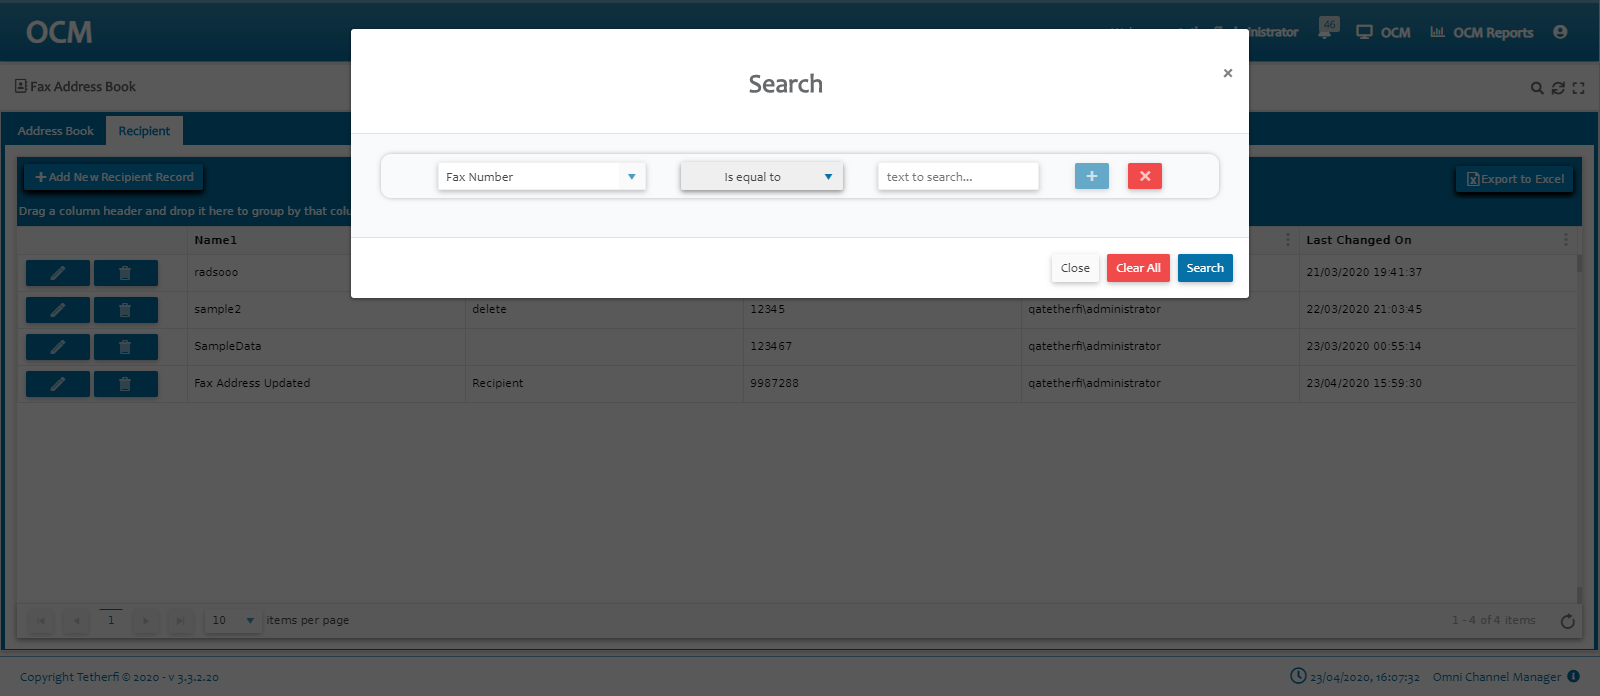 OCM
administrator
46
OCM
OCM Reports
Fax Address Book
Search
×
Address Book
Recipient
Fax Number
Is equal to
text to search...
Add New Recipient Record
Export to Excel
Drag a column header and drop it here to group by that colu
Name1
Last Changed On
Close
Clear All
Search
radsooo
21/03/2020 19:41:37
sample2
delete
12345
qatetherfi\administrator
22/03/2020 21:03:45
SampleData
123467
qatetherfi\administrator
23/03/2020 00:55:14
Fax Address Updated
Recipient
9987288
qatetherfi\administrator
23/04/2020 15:59:30
1
10
items per page
1 - 4 of 4 items
Copyright Tetherfi © 2020 - v 3.3.2.20
23/04/2020, 16:07:32
Omni Channel Manager